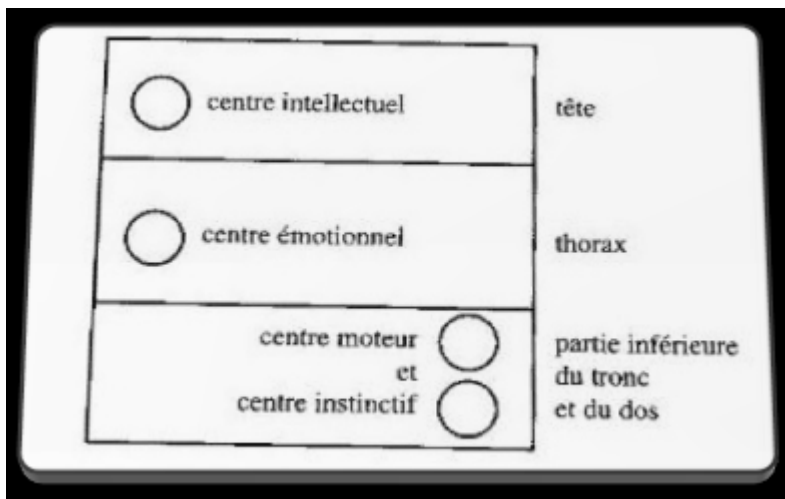 centre intellectuel
tête
centre émotionnel
thorax
centre moteur
et
centre instinctif
partie inférieure
du tronc
et du dos